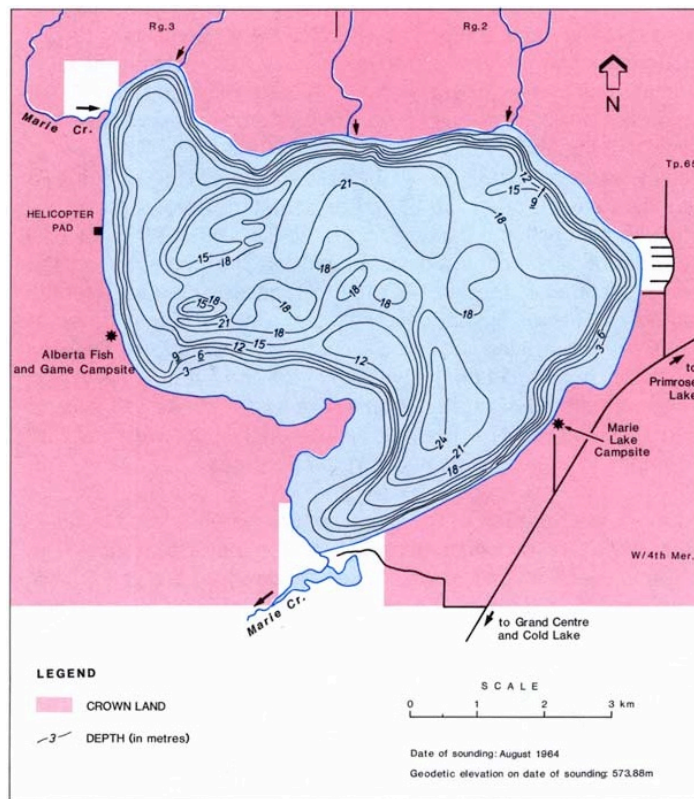 Rg.3
Rg.2
N
Marie Cr.
Tp.65
HELICOPTER
PAD
21
12
15
9
18
15
18
18
18
18
18
18
15
18
21
18
15
12
12
9
6
3
3
6
24
21
18
Alberta Fish
and Game Campsite
to
Primrose
Lake
Marie
Lake
Campsite
W/4th Mer.
Marie Cr.
to Grand Centre
and Cold Lake
LEGEND
CROWN LAND
-3- DEPTH (in metres)
SCALE
0 1 2 3 km
Date of sounding: August 1964
Geodetic elevation on date of sounding: 573.88m